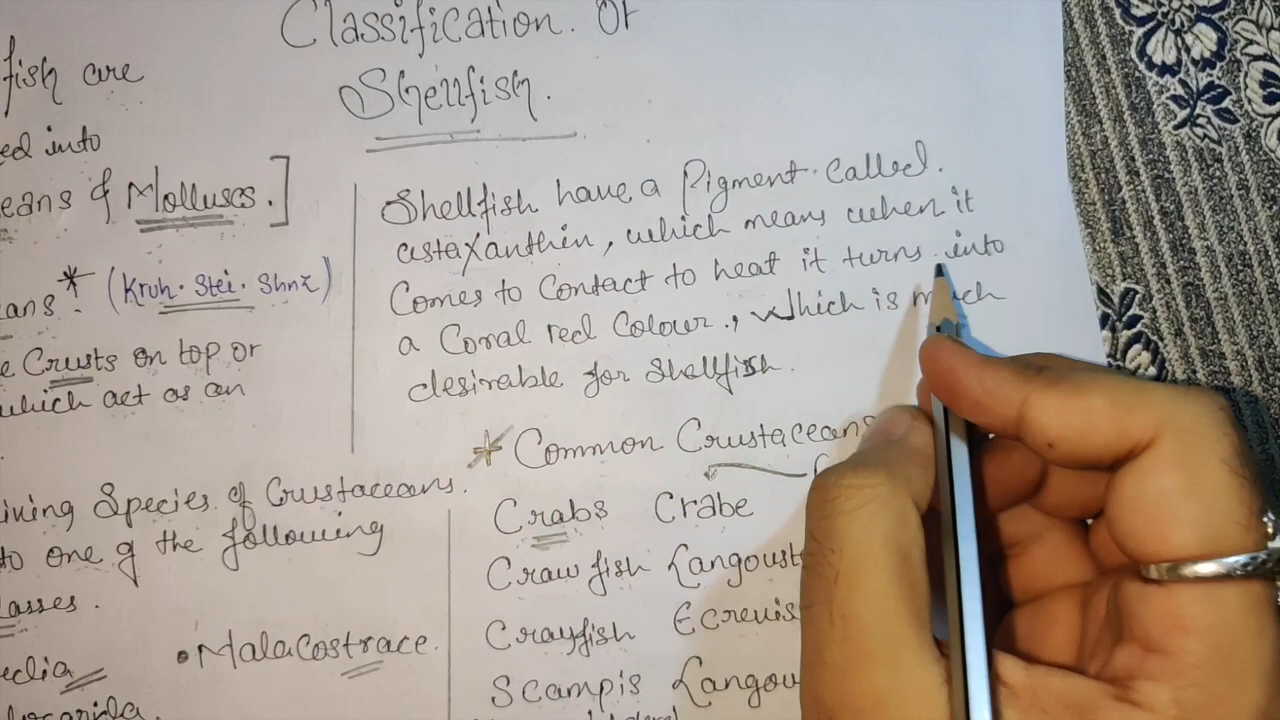 Classification. Of
Shellfish.
fish are
ed into
eans & Molluscs.]
ans* (Kruh. Stei. Shnz)
e Crusts on top or
which act as an
Shellfish have a Pigment. Called.
astaxanthin, which means when it
Comes to Contact to heat it turns into
a Coral red Colour., which is much
desirable for shellfish.
iving Species. of Crustaceans.
to one of the following
lasses.
• Malacostrace.
* Common Crustaceans
Crabs Crabe
Crawfish Langoust
Crayfish Ecrevis
Scampis Langou